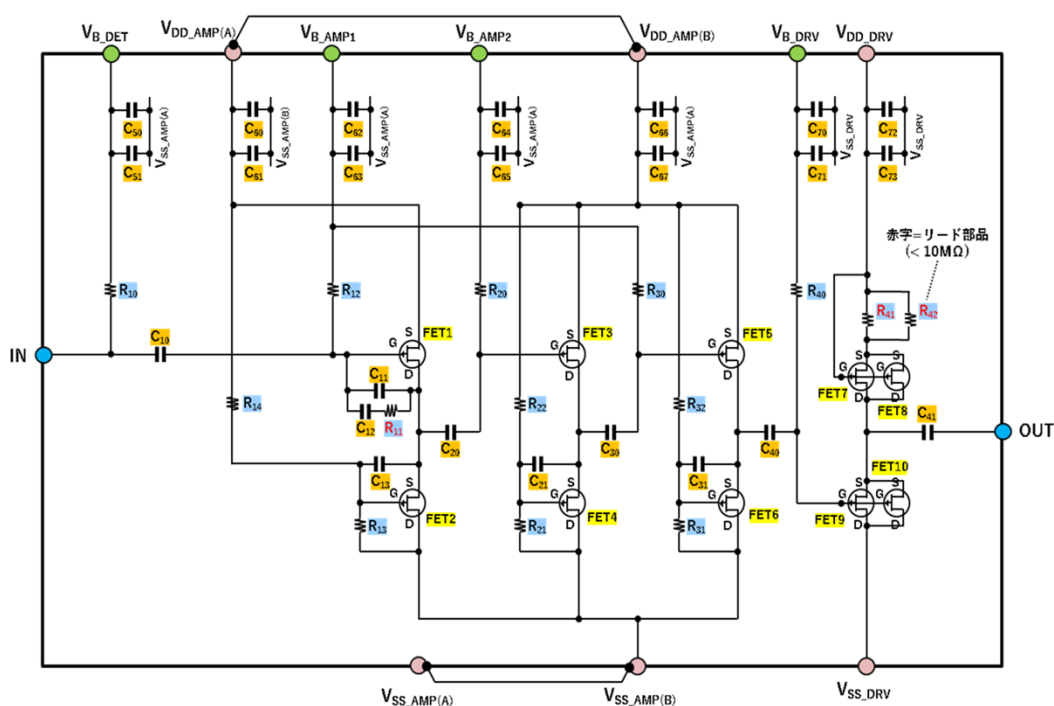 V_B_DET
V_DD_AMP(A)
V_B_AMP1
V_B_AMP2
V_DD_AMP(B)
V_B_DRV
V_DD_DRV
C50
C51
V_SS_AMP(A)
C60
C61
V_SS_AMP(B)
C62
C63
V_SS_AMP(A)
C64
C65
V_SS_AMP(A)
C66
C67
V_SS_AMP(A)
C70
C71
V_SS_DRV
C72
C73
V_SS_DRV
赤字=リード部品
(< 10MΩ)
R10
R12
R20
R30
R40
R41
R42
IN
C10
G
S
D
FET1
G
S
D
FET3
G
S
D
FET5
G
S
D
FET7
S
D
FET8
C11
C12
R11
R14
R22
R32
C20
C30
C40
C41
OUT
C13
R13
G
S
D
FET2
C21
R21
G
S
D
FET4
C31
R31
G
S
D
FET6
FET10
G
S
D
FET9
S
D
V_SS_AMP(A)
V_SS_AMP(B)
V_SS_DRV